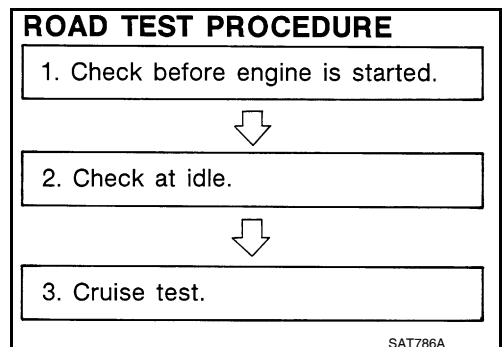 ROAD TEST PROCEDURE
1. Check before engine is started.
2. Check at idle.
3. Cruise test.
SAT786A